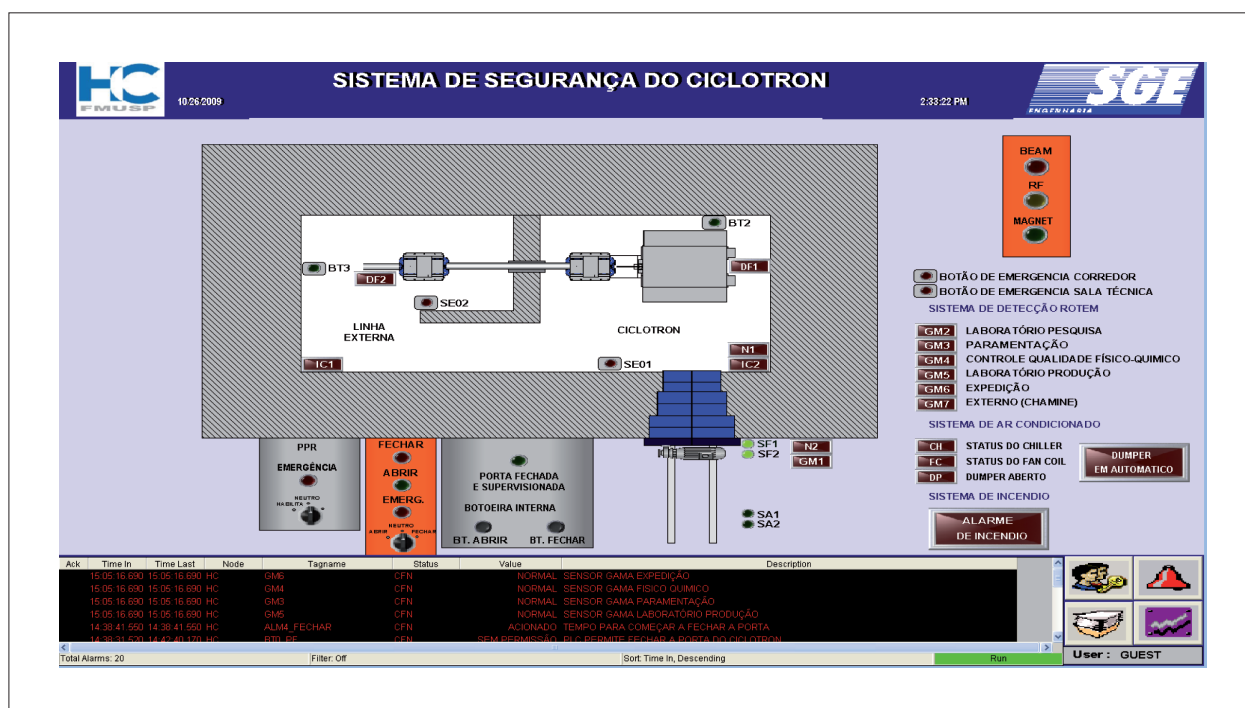 HC
FMUSP
10.26.2009
SISTEMA DE SEGURANÇA DO CICLOTRON
2:33:22 PM
SGE
ENGENHARIA
BEAM
RF
MAGNET
BT2
BT3
DF2
DF1
SE02
LINHA
EXTERNA
CICLOTRON
N1
IC1
SE01
IC2
BOTÃO DE EMERGENCIA CORREDOR
BOTÃO DE EMERGENCIA SALA TÉCNICA
SISTEMA DE DETECÇÃO ROTEM
GM2 LABORATÓRIO PESQUISA
GM3 PARAMENTAÇÃO
GM4 CONTROLE QUALIDADE FÍSICO-QUIMICO
GM5 LABORATÓRIO PRODUÇÃO
GM6 EXPEDIÇÃO
GM7 EXTERNO (CHAMINE)
SISTEMA DE AR CONDICIONADO
CH STATUS DO CHILLER
FC STATUS DO FAN COIL
DP DUMPER ABERTO
DUMPER
EM AUTOMATICO
SISTEMA DE INCENDIO
ALARME
DE INCENDIO
PPR
EMERGÊNCIA
NEUTRO
HABILITA
FECHAR
ABRIR
EMERG.
NEUTRO
ABRIR FECHAR
PORTA FECHADA
E SUPERVISIONADA
BOTOEIRA INTERNA
BT. ABRIR BT. FECHAR
SF1
SF2
N2
GM1
SA1
SA2
Ack Time In Time Last Node Tagname Status Value Description
15:05:16.690 15:05:16.690 HC GM6 CFN NORMAL SENSOR GAMA EXPEDIÇÃO
15:05:16.690 15:05:16.690 HC GM4 CFN NORMAL SENSOR GAMA FISICO QUIMICO
15:05:16.690 15:05:16.690 HC GM3 CFN NORMAL SENSOR GAMA PARAMENTAÇÃO
15:05:16.690 15:05:16.690 HC GM5 CFN NORMAL SENSOR GAMA LABORATÓRIO PRODUÇÃO
14:38:41.550 14:38:41.550 HC ALM4_FECHAR CFN ACIONADO TEMPO PARA COMEÇAR A FECHAR A PORTA
14:38:31.520 14:42:40.170 HC BT0_PF CFN SEM PERMISSÃO PLC PERMITE FECHAR A PORTA DO CICLOTRON
Total Alarms: 20 Filter: Off Sort: Time In, Descending Run
User : GUEST